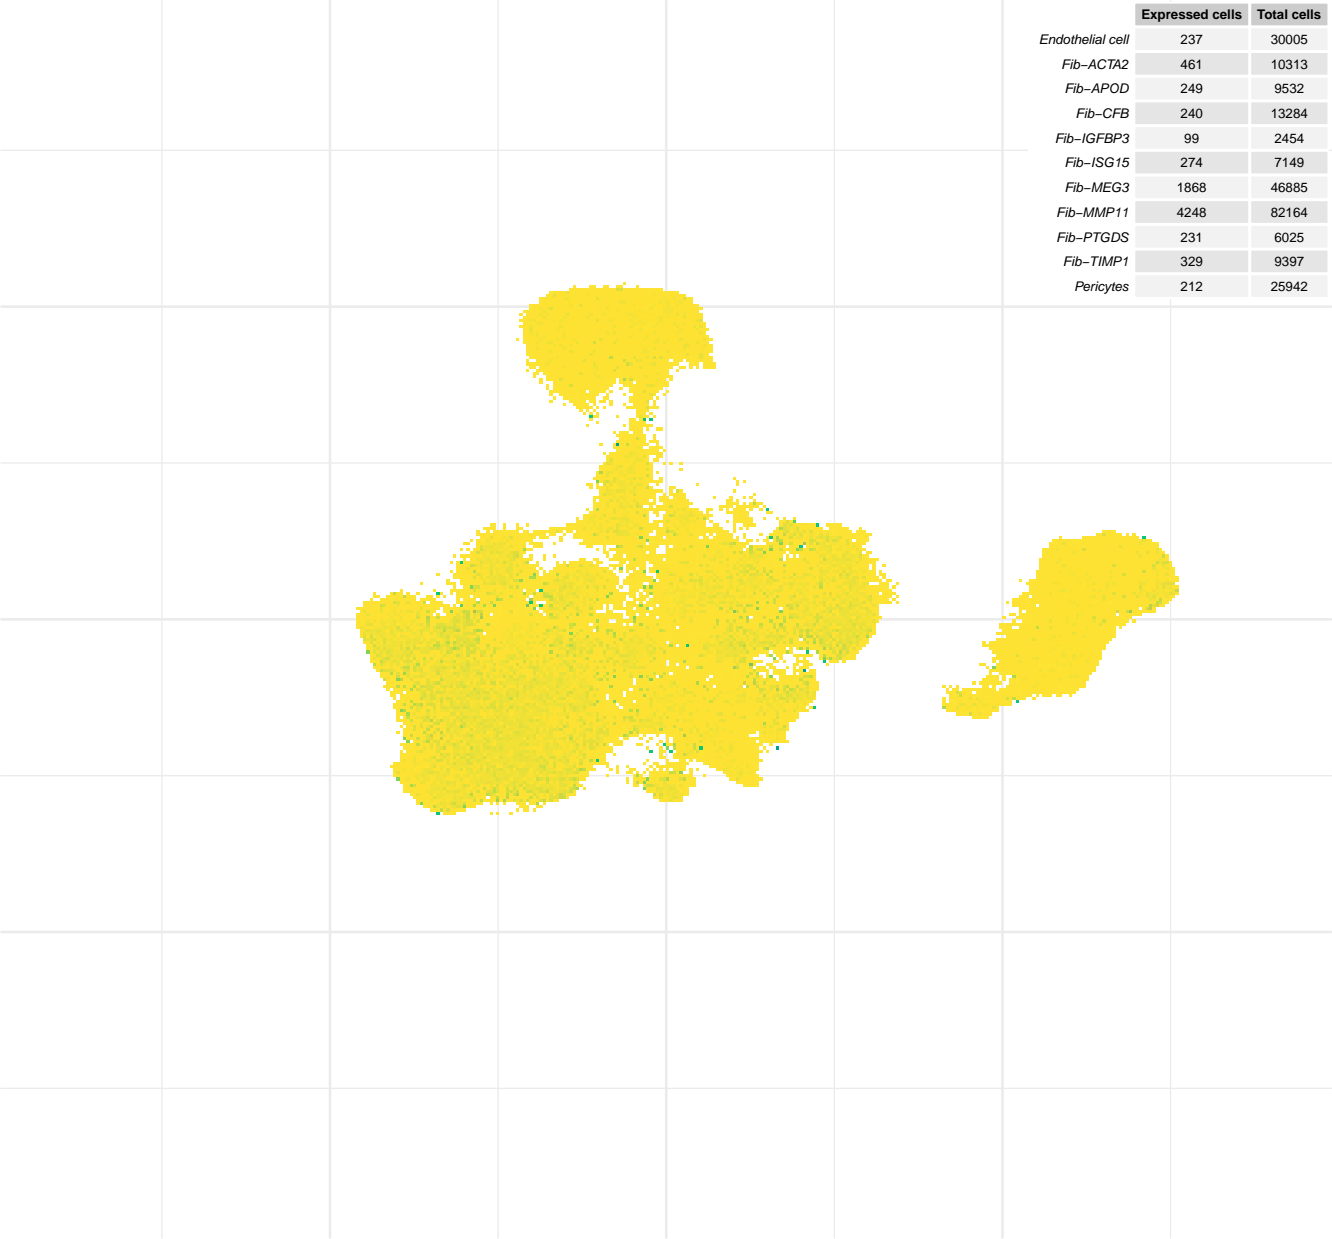 Expressed cells Total cells
Endothelial cell 237 30005
Fib−ACTA2 461 10313
Fib−APOD 249 9532
Fib−CFB 240 13284
Fib−IGFBP3 99 2454
Fib−ISG15 274 7149
Fib−MEG3 1868 46885
Fib−MMP11 4248 82164
Fib−PTGDS 231 6025
Fib−TIMP1 329 9397
Pericytes 212 25942